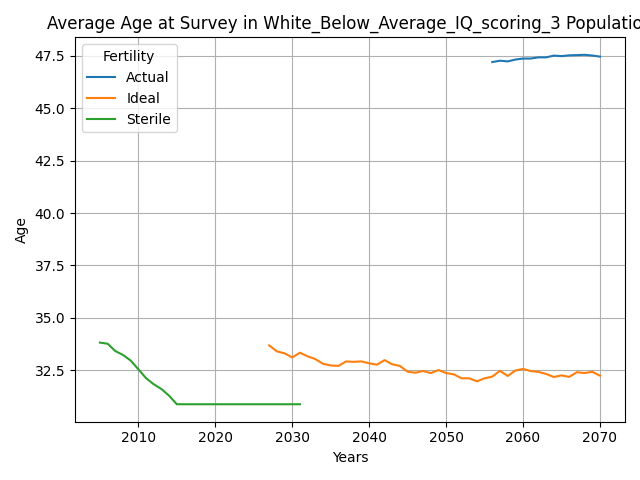 Average Age at Survey in White_Below_Average_IQ_scoring_3 Populatio
Fertility
Actual
Ideal
Sterile
47.5
45.0
42.5
40.0
37.5
35.0
32.5
Age
2010 2020 2030 2040 2050 2060 2070
Years